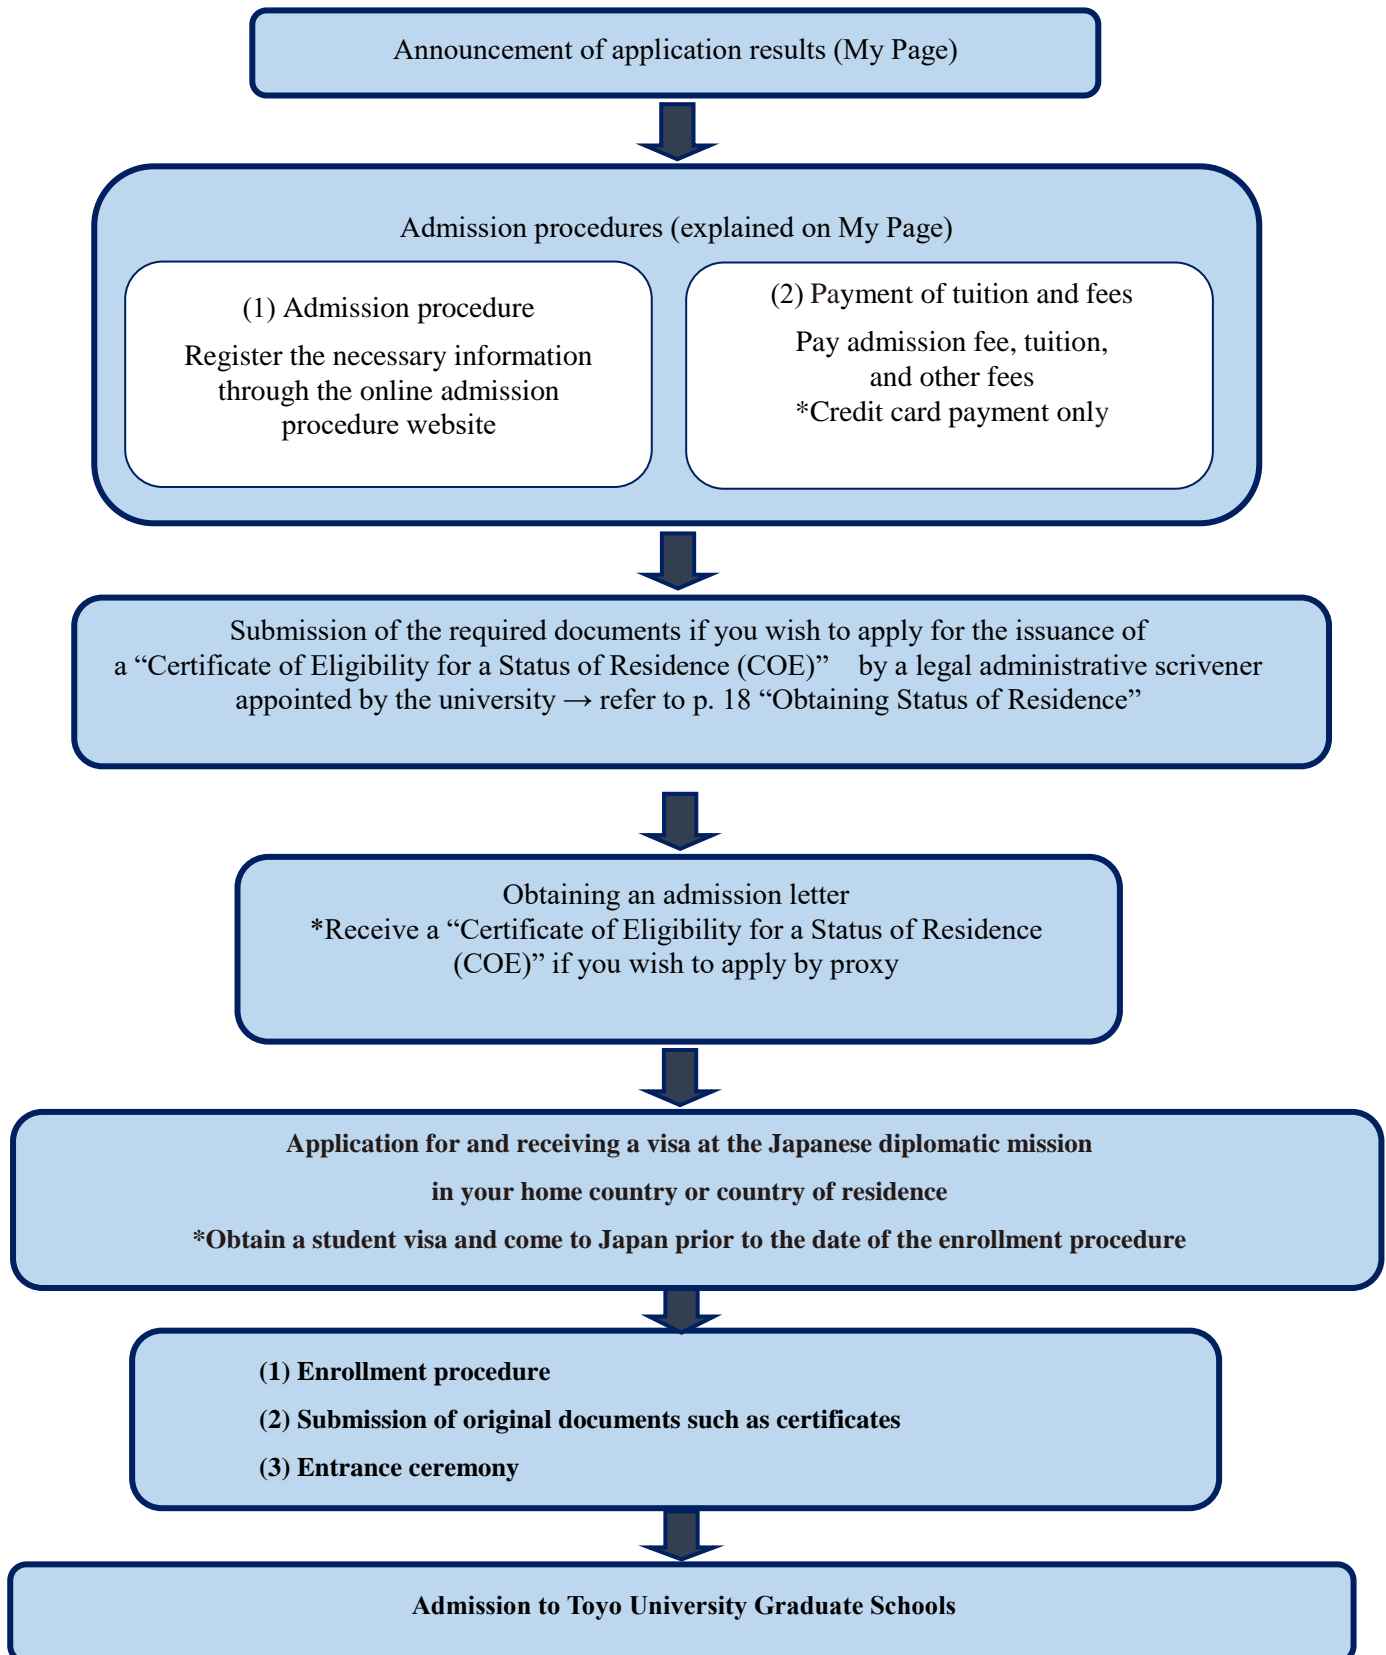 Announcement of application results (My Page)
Admission procedures (explained on My Page)
(1) Admission procedure
Register the necessary information
through the online admission
procedure website
(2) Payment of tuition and fees
Pay admission fee, tuition,
and other fees
*Credit card payment only
Submission of the required documents if you wish to apply for the issuance of
a “Certificate of Eligibility for a Status of Residence (COE)” by a legal administrative scrivener
appointed by the university → refer to p. 18 “Obtaining Status of Residence”
Obtaining an admission letter
*Receive a “Certificate of Eligibility for a Status of Residence
(COE)” if you wish to apply by proxy
Application for and receiving a visa at the Japanese diplomatic mission
in your home country or country of residence
*Obtain a student visa and come to Japan prior to the date of the enrollment procedure
(1) Enrollment procedure
(2) Submission of original documents such as certificates
(3) Entrance ceremony
Admission to Toyo University Graduate Schools